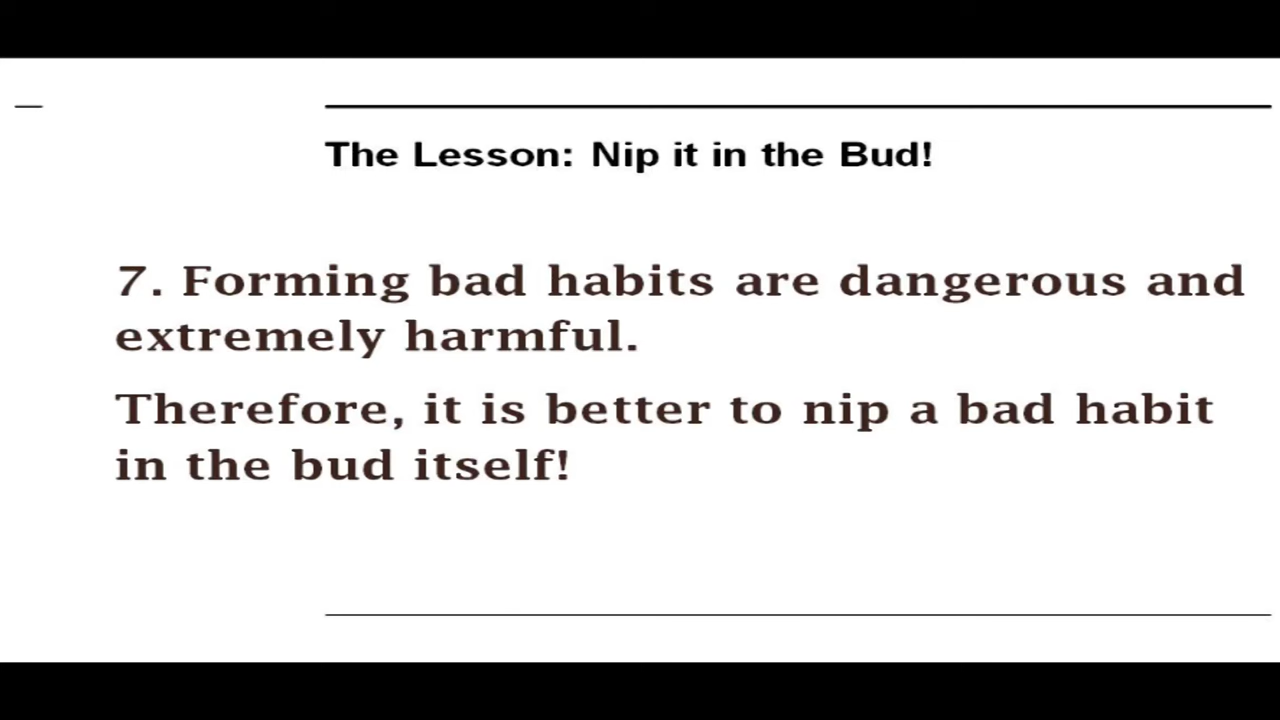 The Lesson: Nip it in the Bud!
7. Forming bad habits are dangerous and
extremely harmful.
Therefore, it is better to nip a bad habit
in the bud itself!